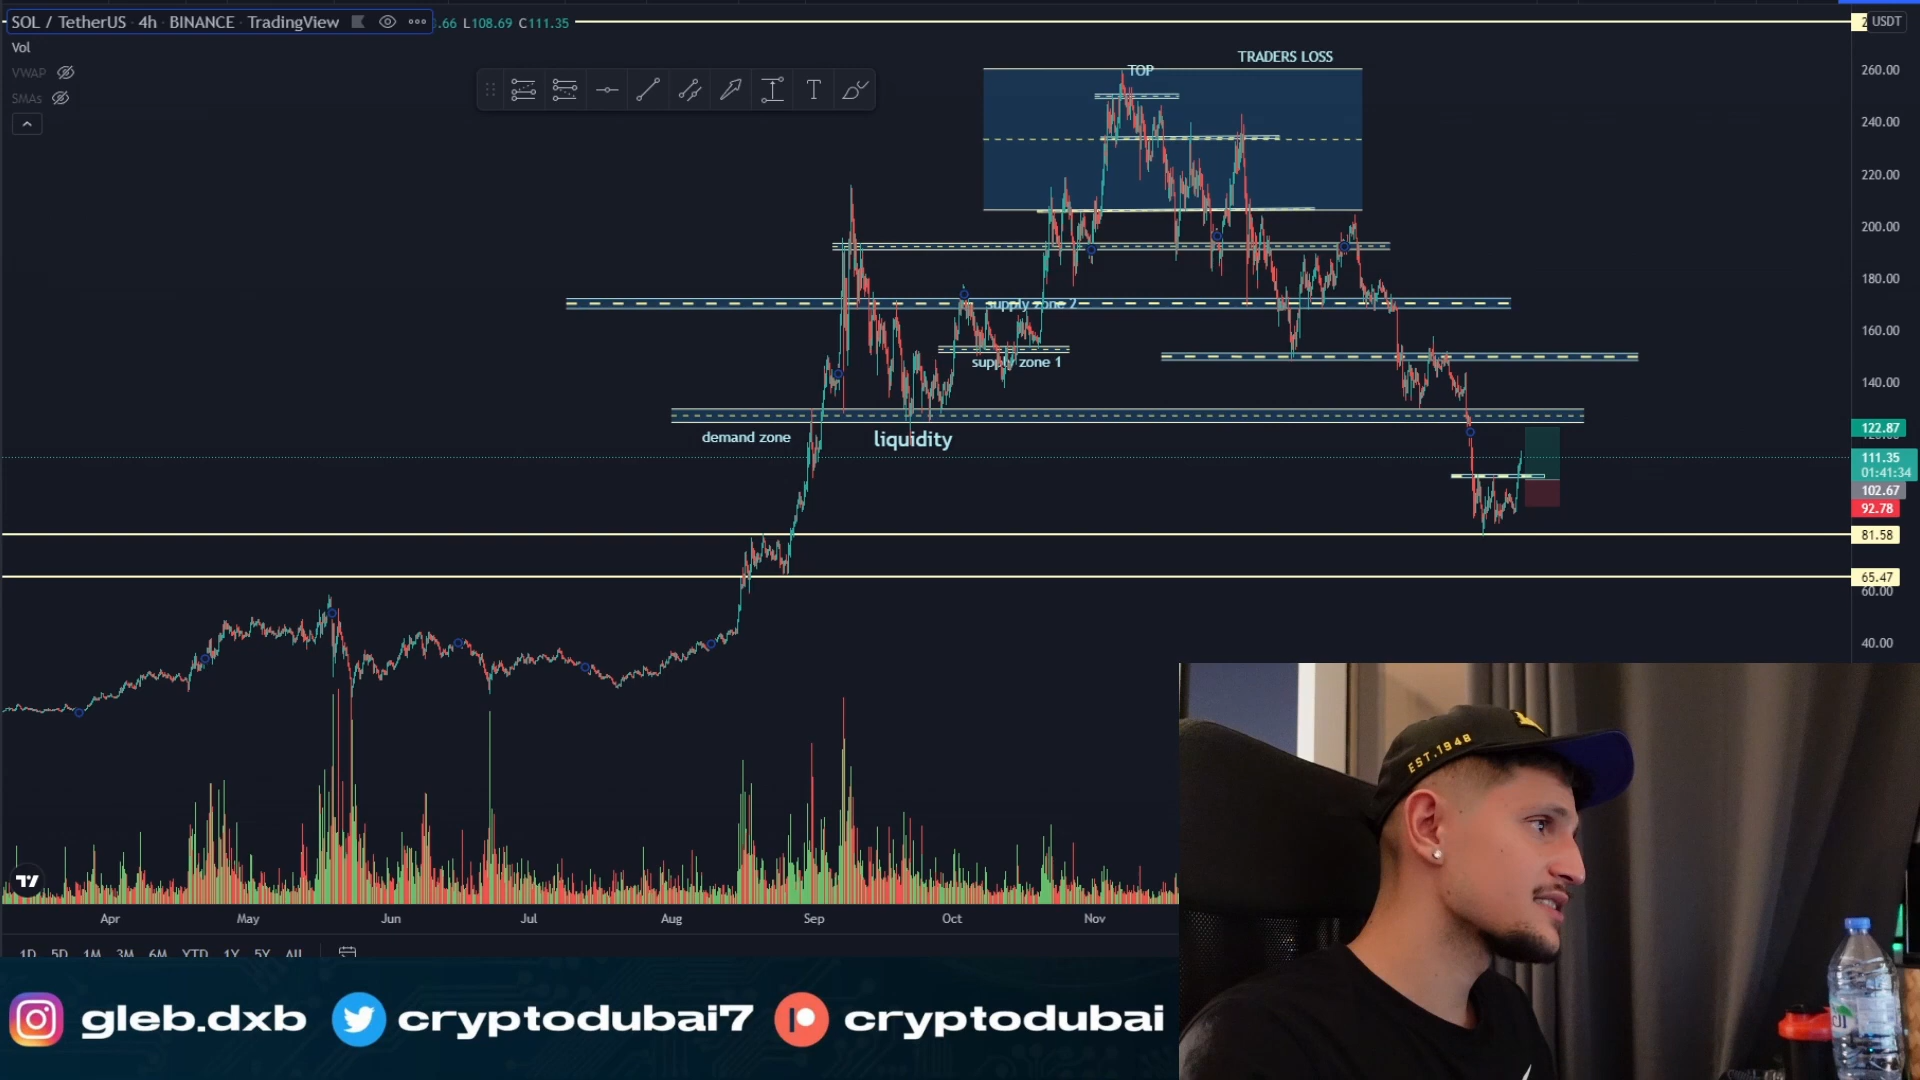 SOL / TetherUS · 4h · BINANCE · TradingView .66 L108.69 C111.35
USDT
Vol
VWAP
SMAs
TRADERS LOSS
TOP
260.00
240.00
220.00
200.00
180.00
supply zone 2
160.00
supply zone 1
140.00
demand zone
liquidity
122.87
111.35
01:41:34
102.67
92.78
81.58
65.47
60.00
40.00
Apr May Jun Jul Aug Sep Oct Nov
1D 5D 1M 3M 6M YTD 1Y 5Y All
EST.1948
gleb.dxb cryptodubai7 cryptodubai